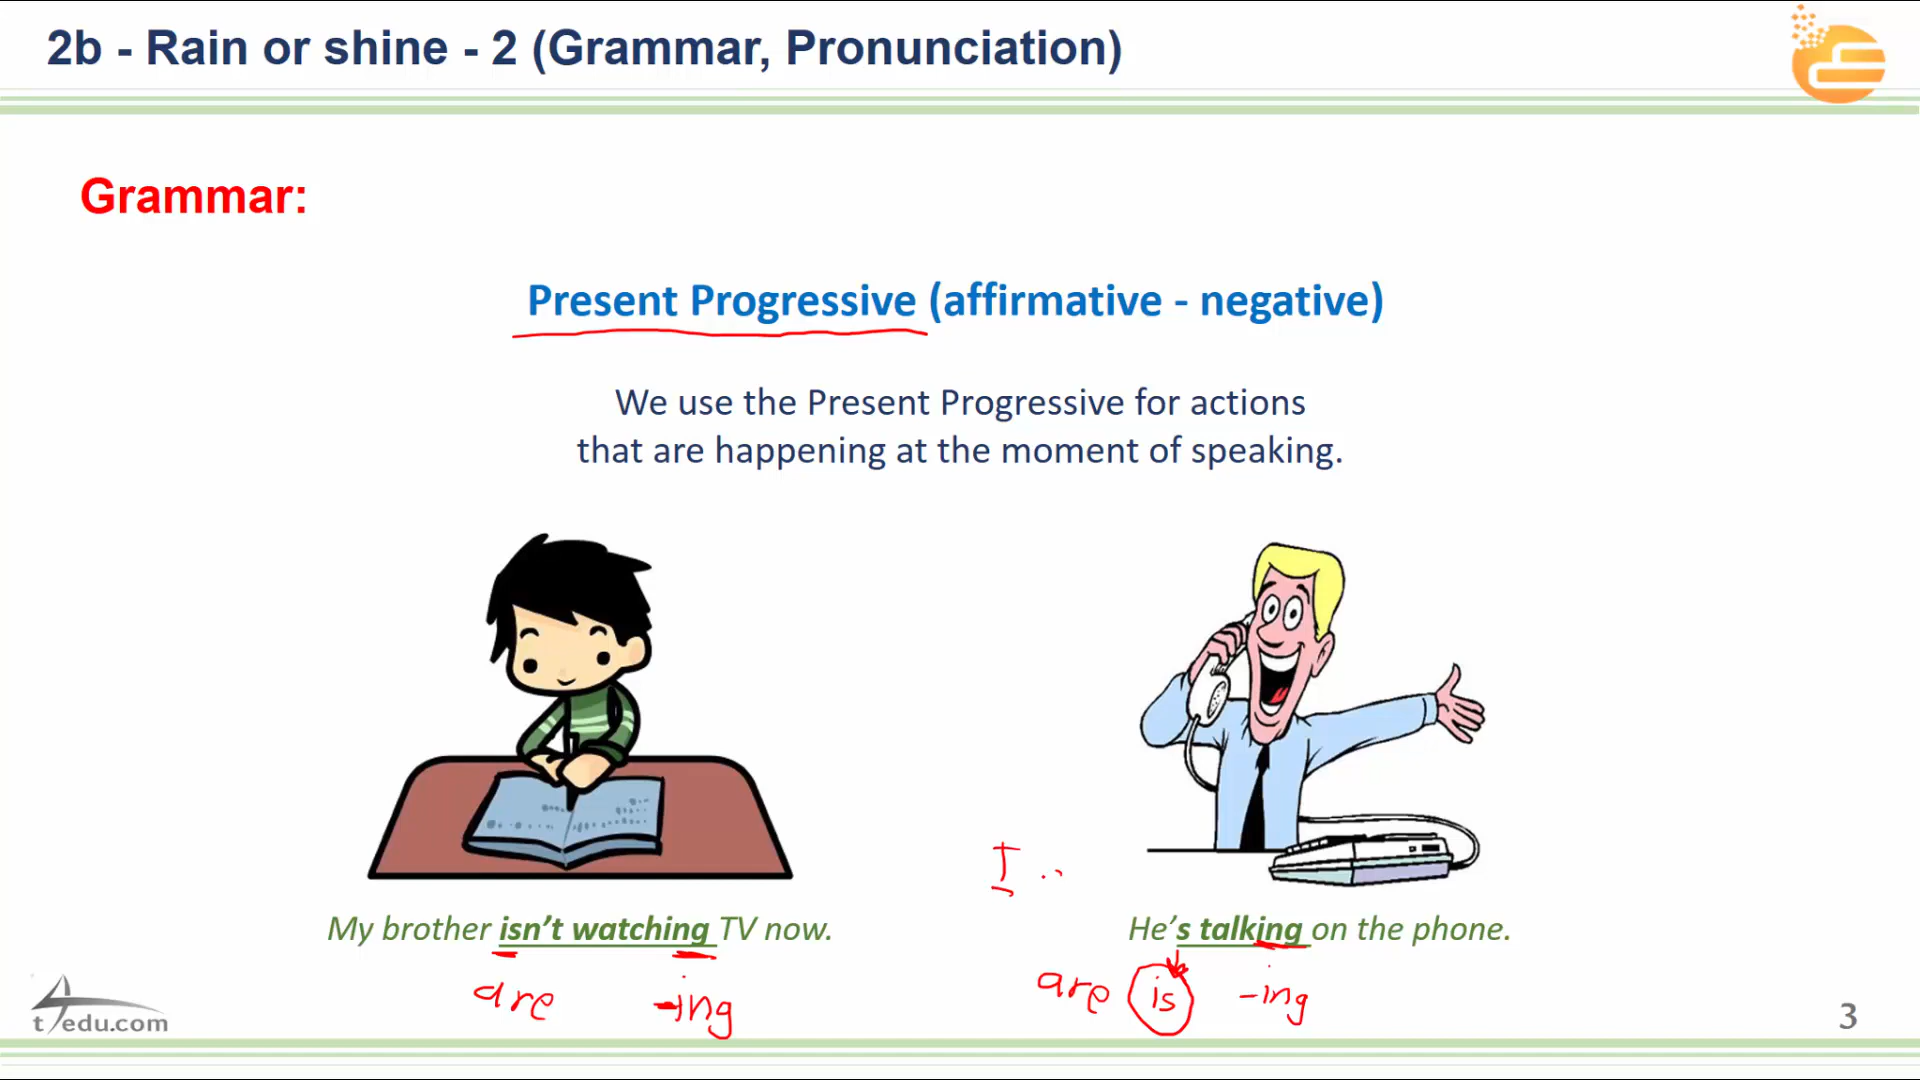 2b - Rain or shine - 2 (Grammar, Pronunciation)
Grammar:
Present Progressive (affirmative - negative)
We use the Present Progressive for actions
that are happening at the moment of speaking.
I ..
My brother isn't watching TV now.
He's talking on the phone.
are -ing
are is -ing
edu.com
3